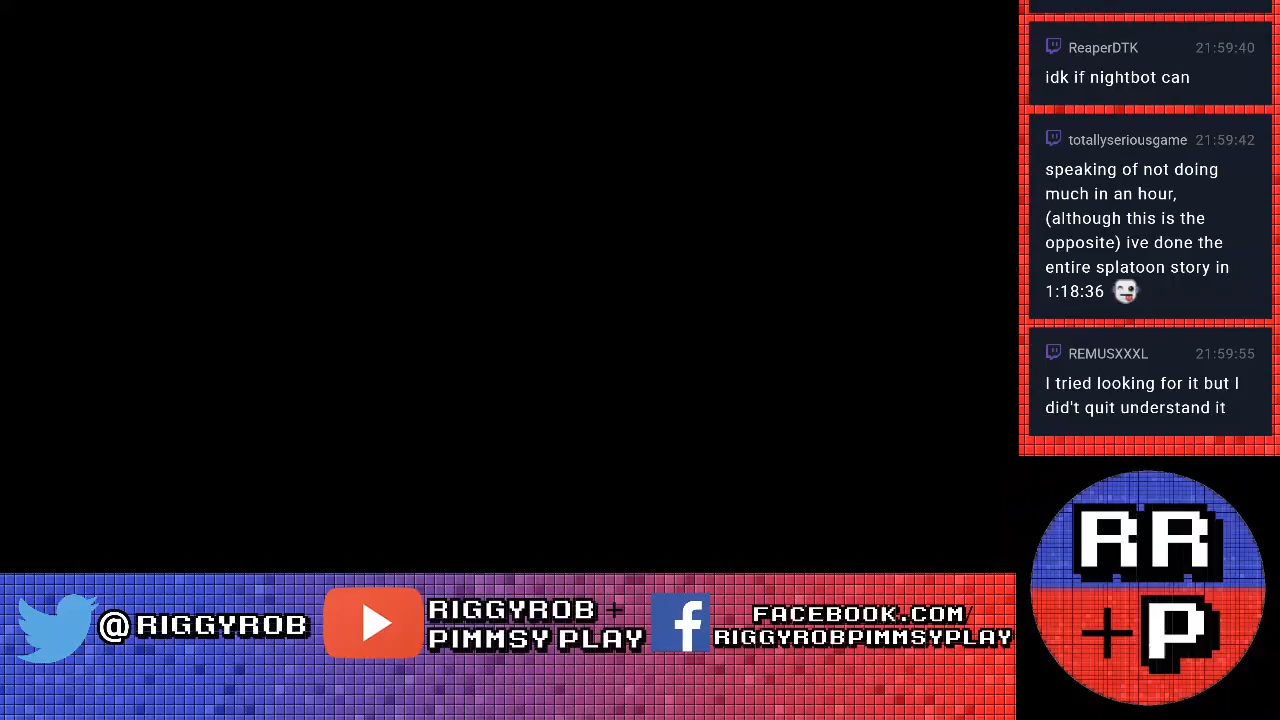 ReaperDTK 21:59:40
idk if nightbot can
totallyseriousgame 21:59:42
speaking of not doing
much in an hour,
(although this is the
opposite) ive done the
entire splatoon story in
1:18:36
REMUSXXXL 21:59:55
I tried looking for it but I
did't quit understand it
RR
+P
@RIGGYROB
RIGGYROB +
PIMMSY PLAY
FACEBOOK.COM/
RIGGYROBPIMMSYPLAY